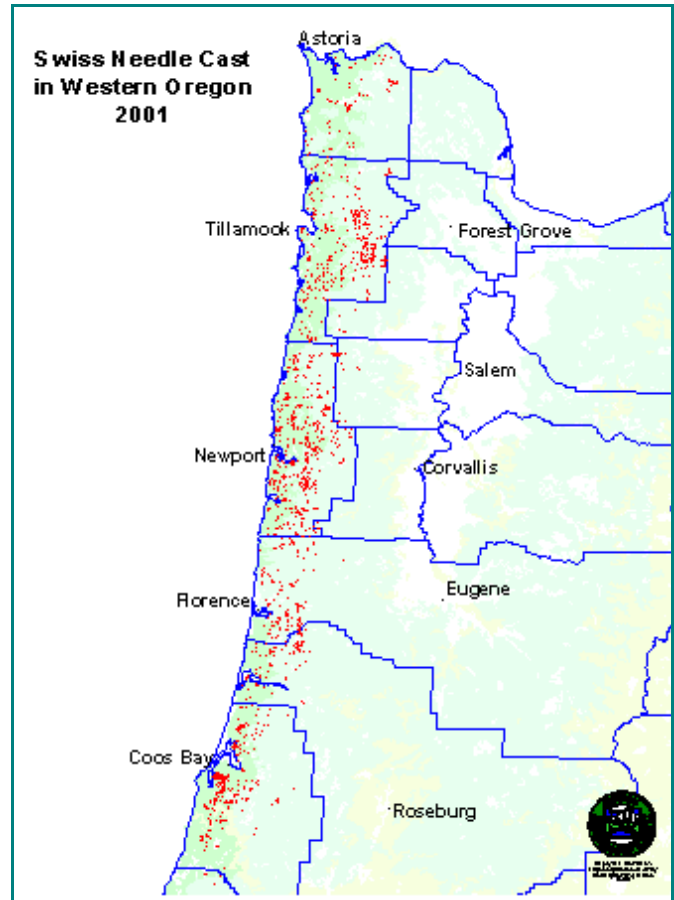 Astoria
Swiss Needle Cast
in Western Oregon
2001
Tillamook
Forest Grove
Salem
Newport
Corvallis
Eugene
Florence
Coos Bay
Roseburg